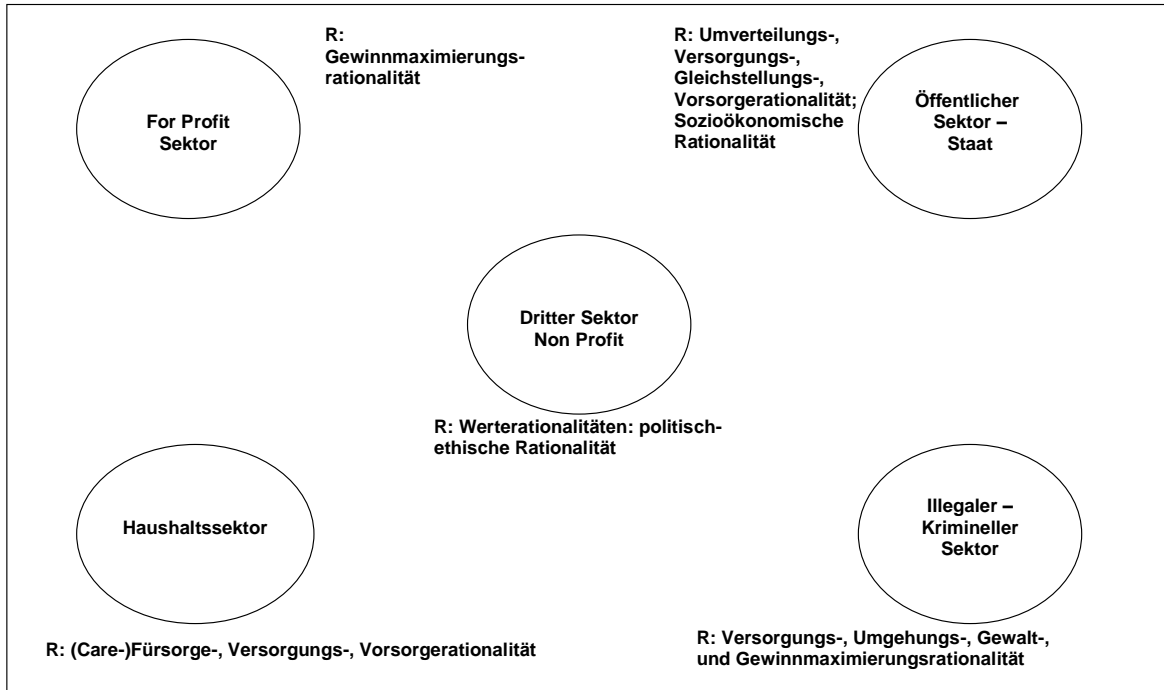 R:
Gewinnmaximierungs-
rationalität
For Profit
Sektor
R: Umverteilungs-,
Versorgungs-,
Gleichstellungs-,
Vorsorgerationalität;
Sozioökonomische
Rationalität
Öffentlicher
Sektor –
Staat
Dritter Sektor
Non Profit
R: Werterationalitäten: politisch-
ethische Rationalität
Haushaltssektor
R: (Care-)Fürsorge-, Versorgungs-, Vorsorgerationalität
Illegaler –
Krimineller
Sektor
R: Versorgungs-, Umgehungs-, Gewalt-,
und Gewinnmaximierungsrationalität